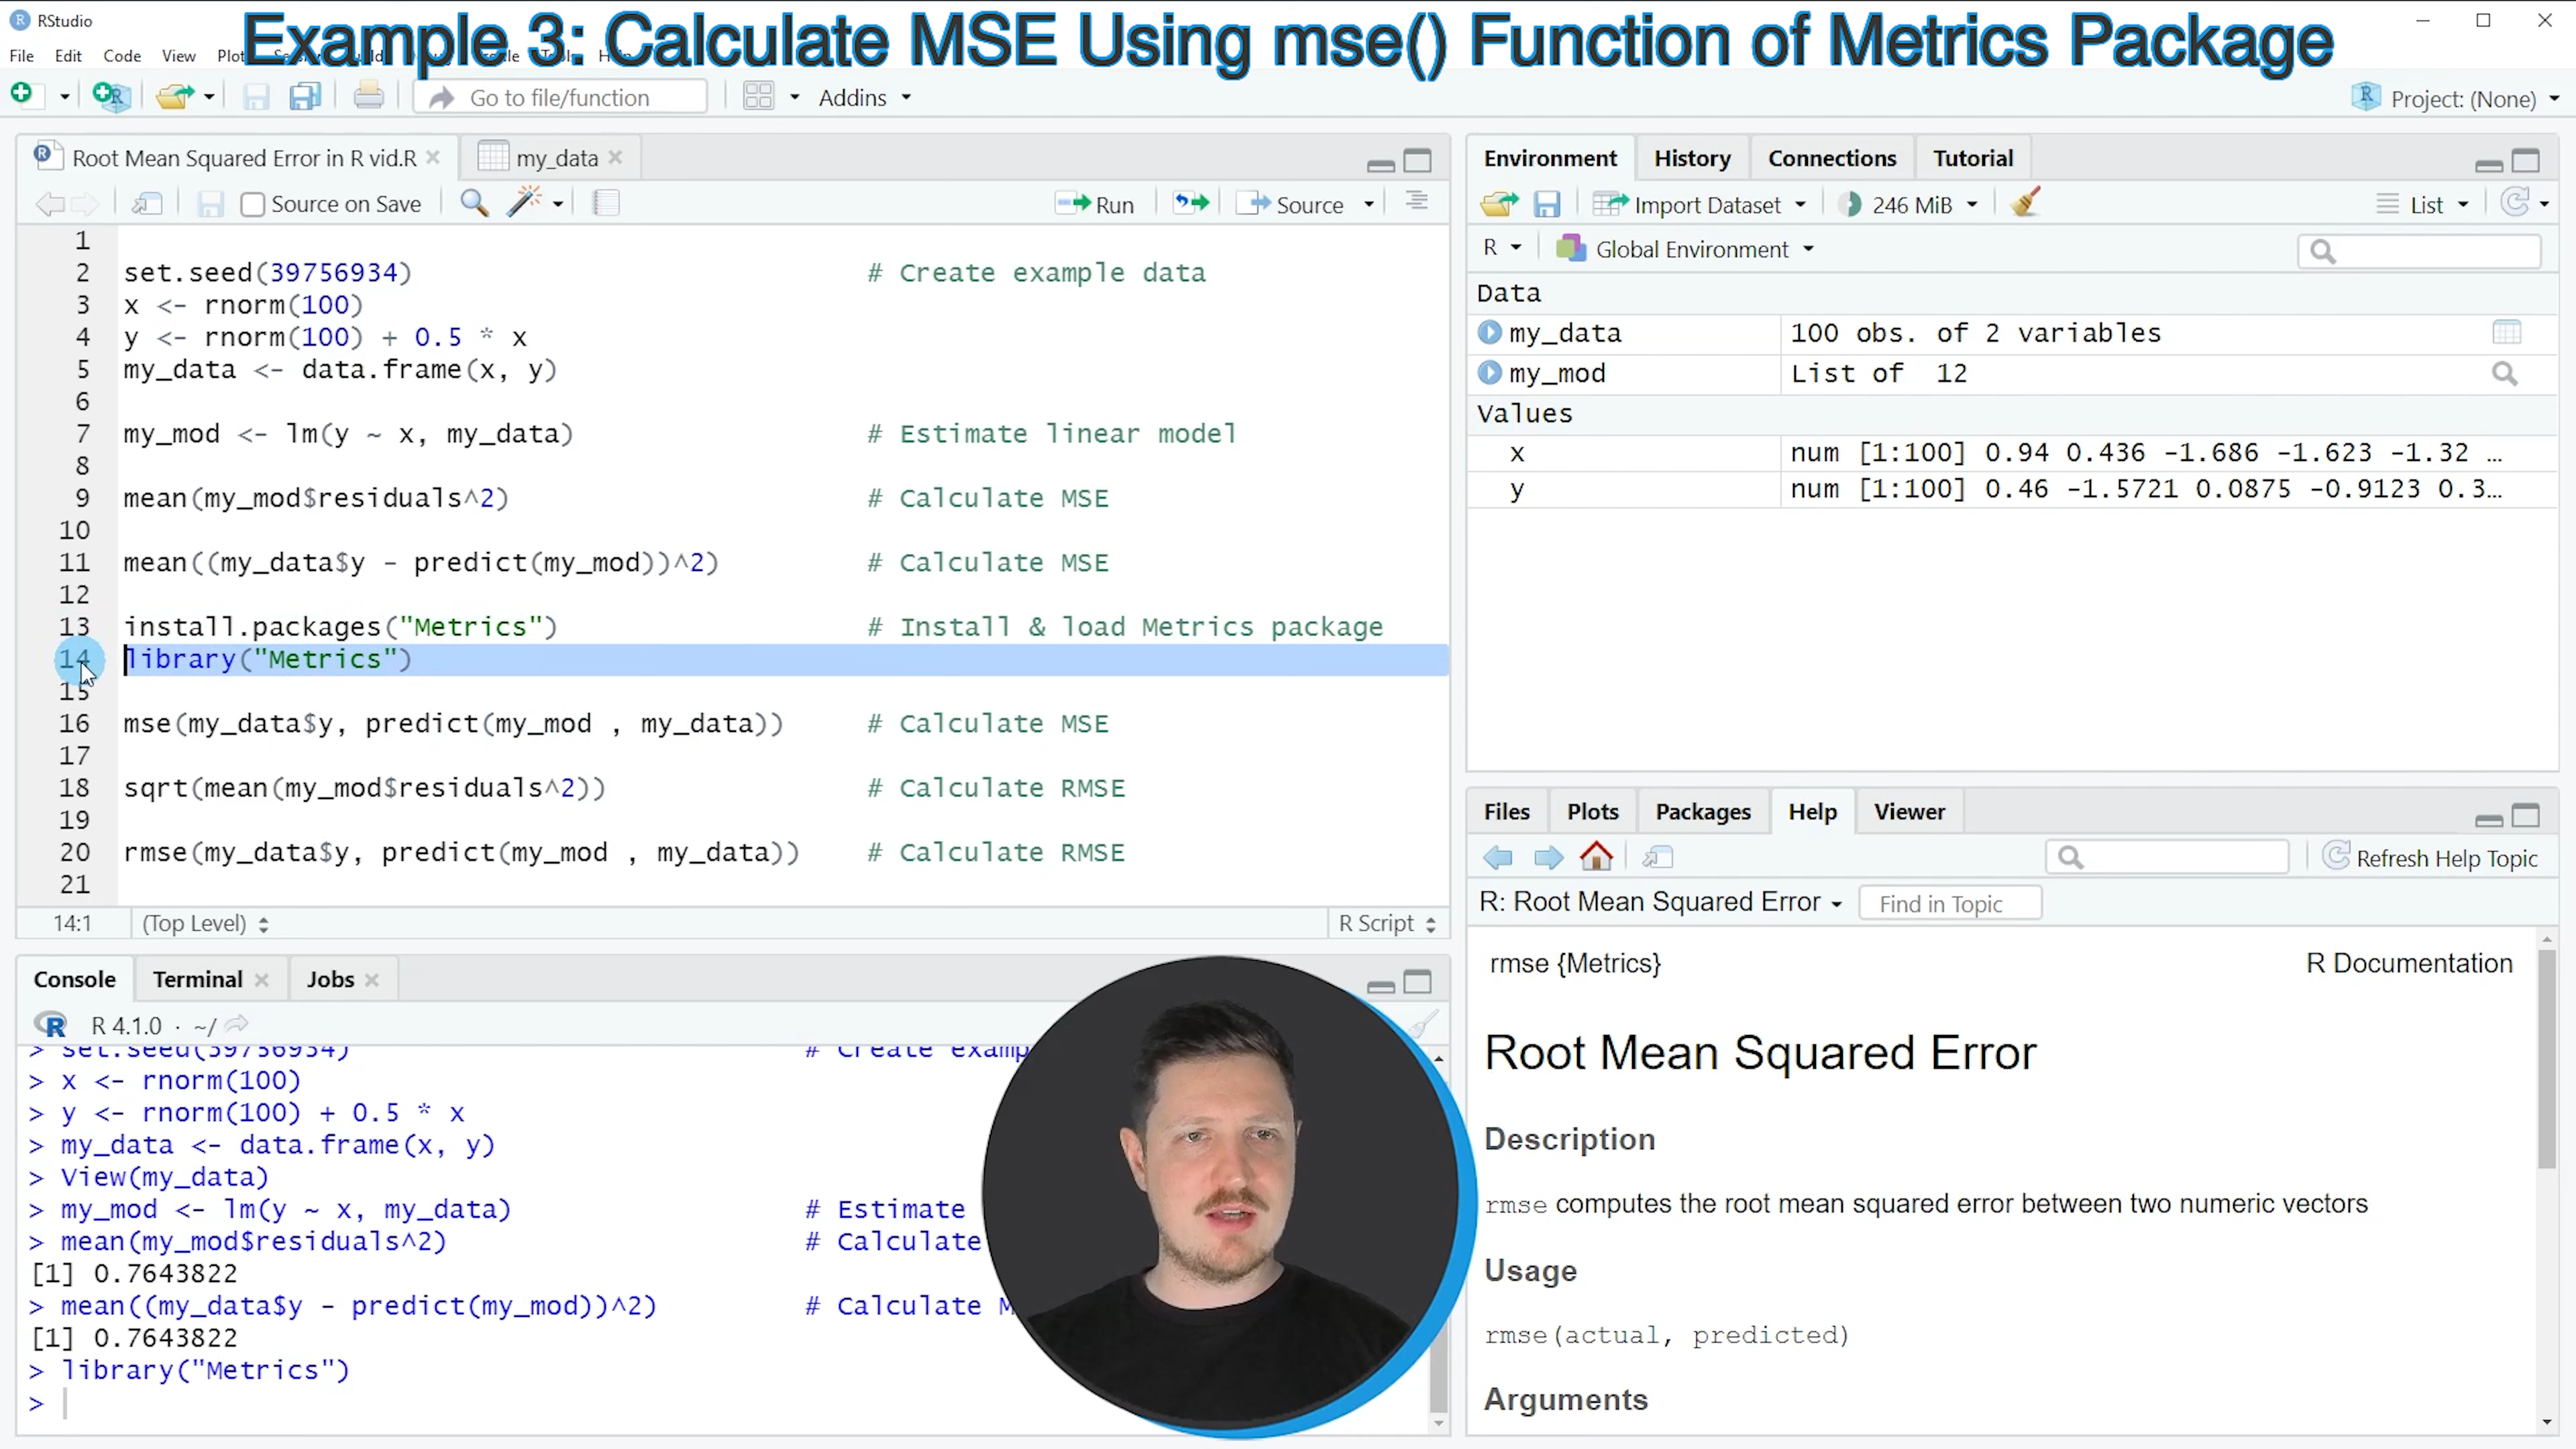 RStudio
Example 3: Calculate MSE Using mse() Function of Metrics Package
File Edit Code View
Go to file/function
Addins
Project: (None)
Root Mean Squared Error in R vid.R
my_data
Source on Save
Run
Source
1
2 set.seed(39756934) # Create example data
3 x <- rnorm(100)
4 y <- rnorm(100) + 0.5 * x
5 my_data <- data.frame(x, y)
6
7 my_mod <- lm(y ~ x, my_data) # Estimate linear model
8
9 mean(my_mod$residuals^2) # Calculate MSE
10
11 mean((my_data$y - predict(my_mod))^2) # Calculate MSE
12
13 install.packages("Metrics") # Install & load Metrics package
14 library("Metrics")
15
16 mse(my_data$y, predict(my_mod , my_data)) # Calculate MSE
17
18 sqrt(mean(my_mod$residuals^2)) # Calculate RMSE
19
20 rmse(my_data$y, predict(my_mod , my_data)) # Calculate RMSE
21
14:1 (Top Level) R Script
Console Terminal Jobs
R 4.1.0 · ~/
> set.seed(39756934) # Create examp
> x <- rnorm(100)
> y <- rnorm(100) + 0.5 * x
> my_data <- data.frame(x, y)
> View(my_data)
> my_mod <- lm(y ~ x, my_data) # Estimate
> mean(my_mod$residuals^2) # Calculate
[1] 0.7643822
> mean((my_data$y - predict(my_mod))^2) # Calculate M
[1] 0.7643822
> library("Metrics")
>
Environment History Connections Tutorial
Import Dataset 246 MiB List
R Global Environment
Data
my_data 100 obs. of 2 variables
my_mod List of 12
Values
x num [1:100] 0.94 0.436 -1.686 -1.623 -1.32 ...
y num [1:100] 0.46 -1.5721 0.0875 -0.9123 0.3...
Files Plots Packages Help Viewer
Refresh Help Topic
R: Root Mean Squared Error Find in Topic
rmse {Metrics} R Documentation
Root Mean Squared Error
Description
rmse computes the root mean squared error between two numeric vectors
Usage
rmse(actual, predicted)
Arguments